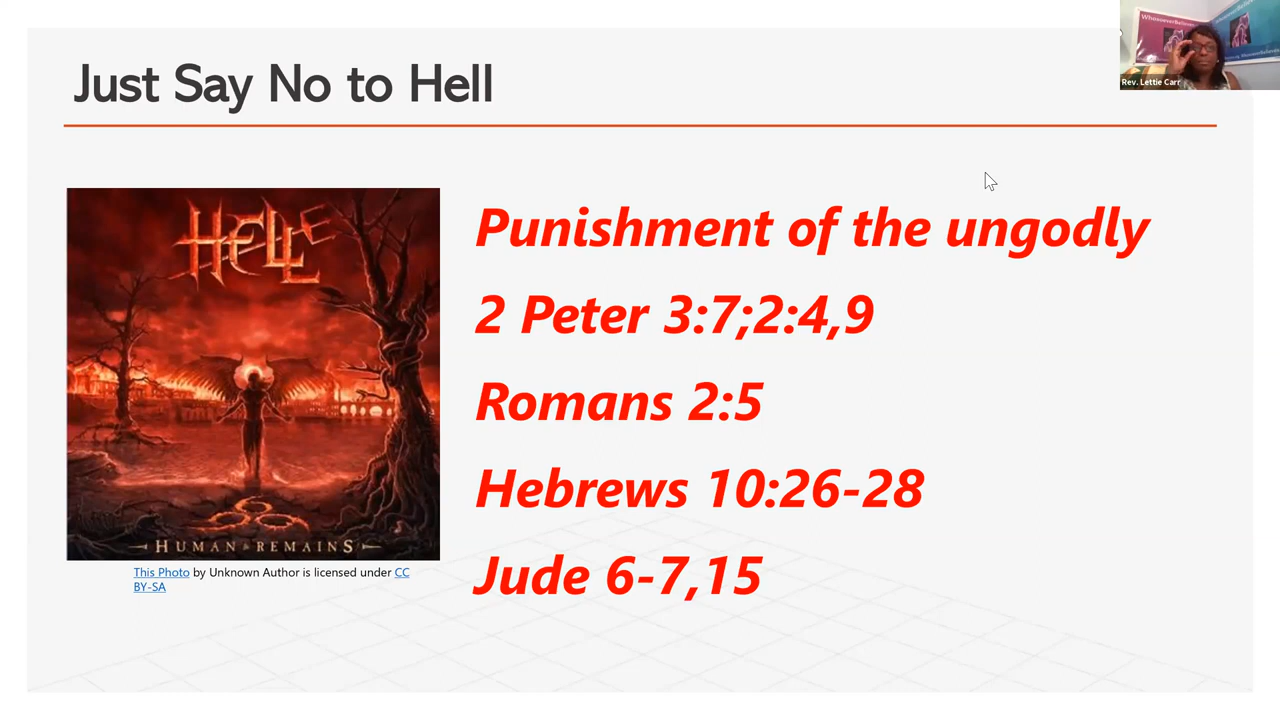 Just Say No to Hell
WhosoeverBelieves
Rev. Lettie Carr
HELL
HUMAN REMAINS
This Photo by Unknown Author is licensed under CC
BY-SA
Punishment of the ungodly
2 Peter 3:7;2:4,9
Romans 2:5
Hebrews 10:26-28
Jude 6-7,15